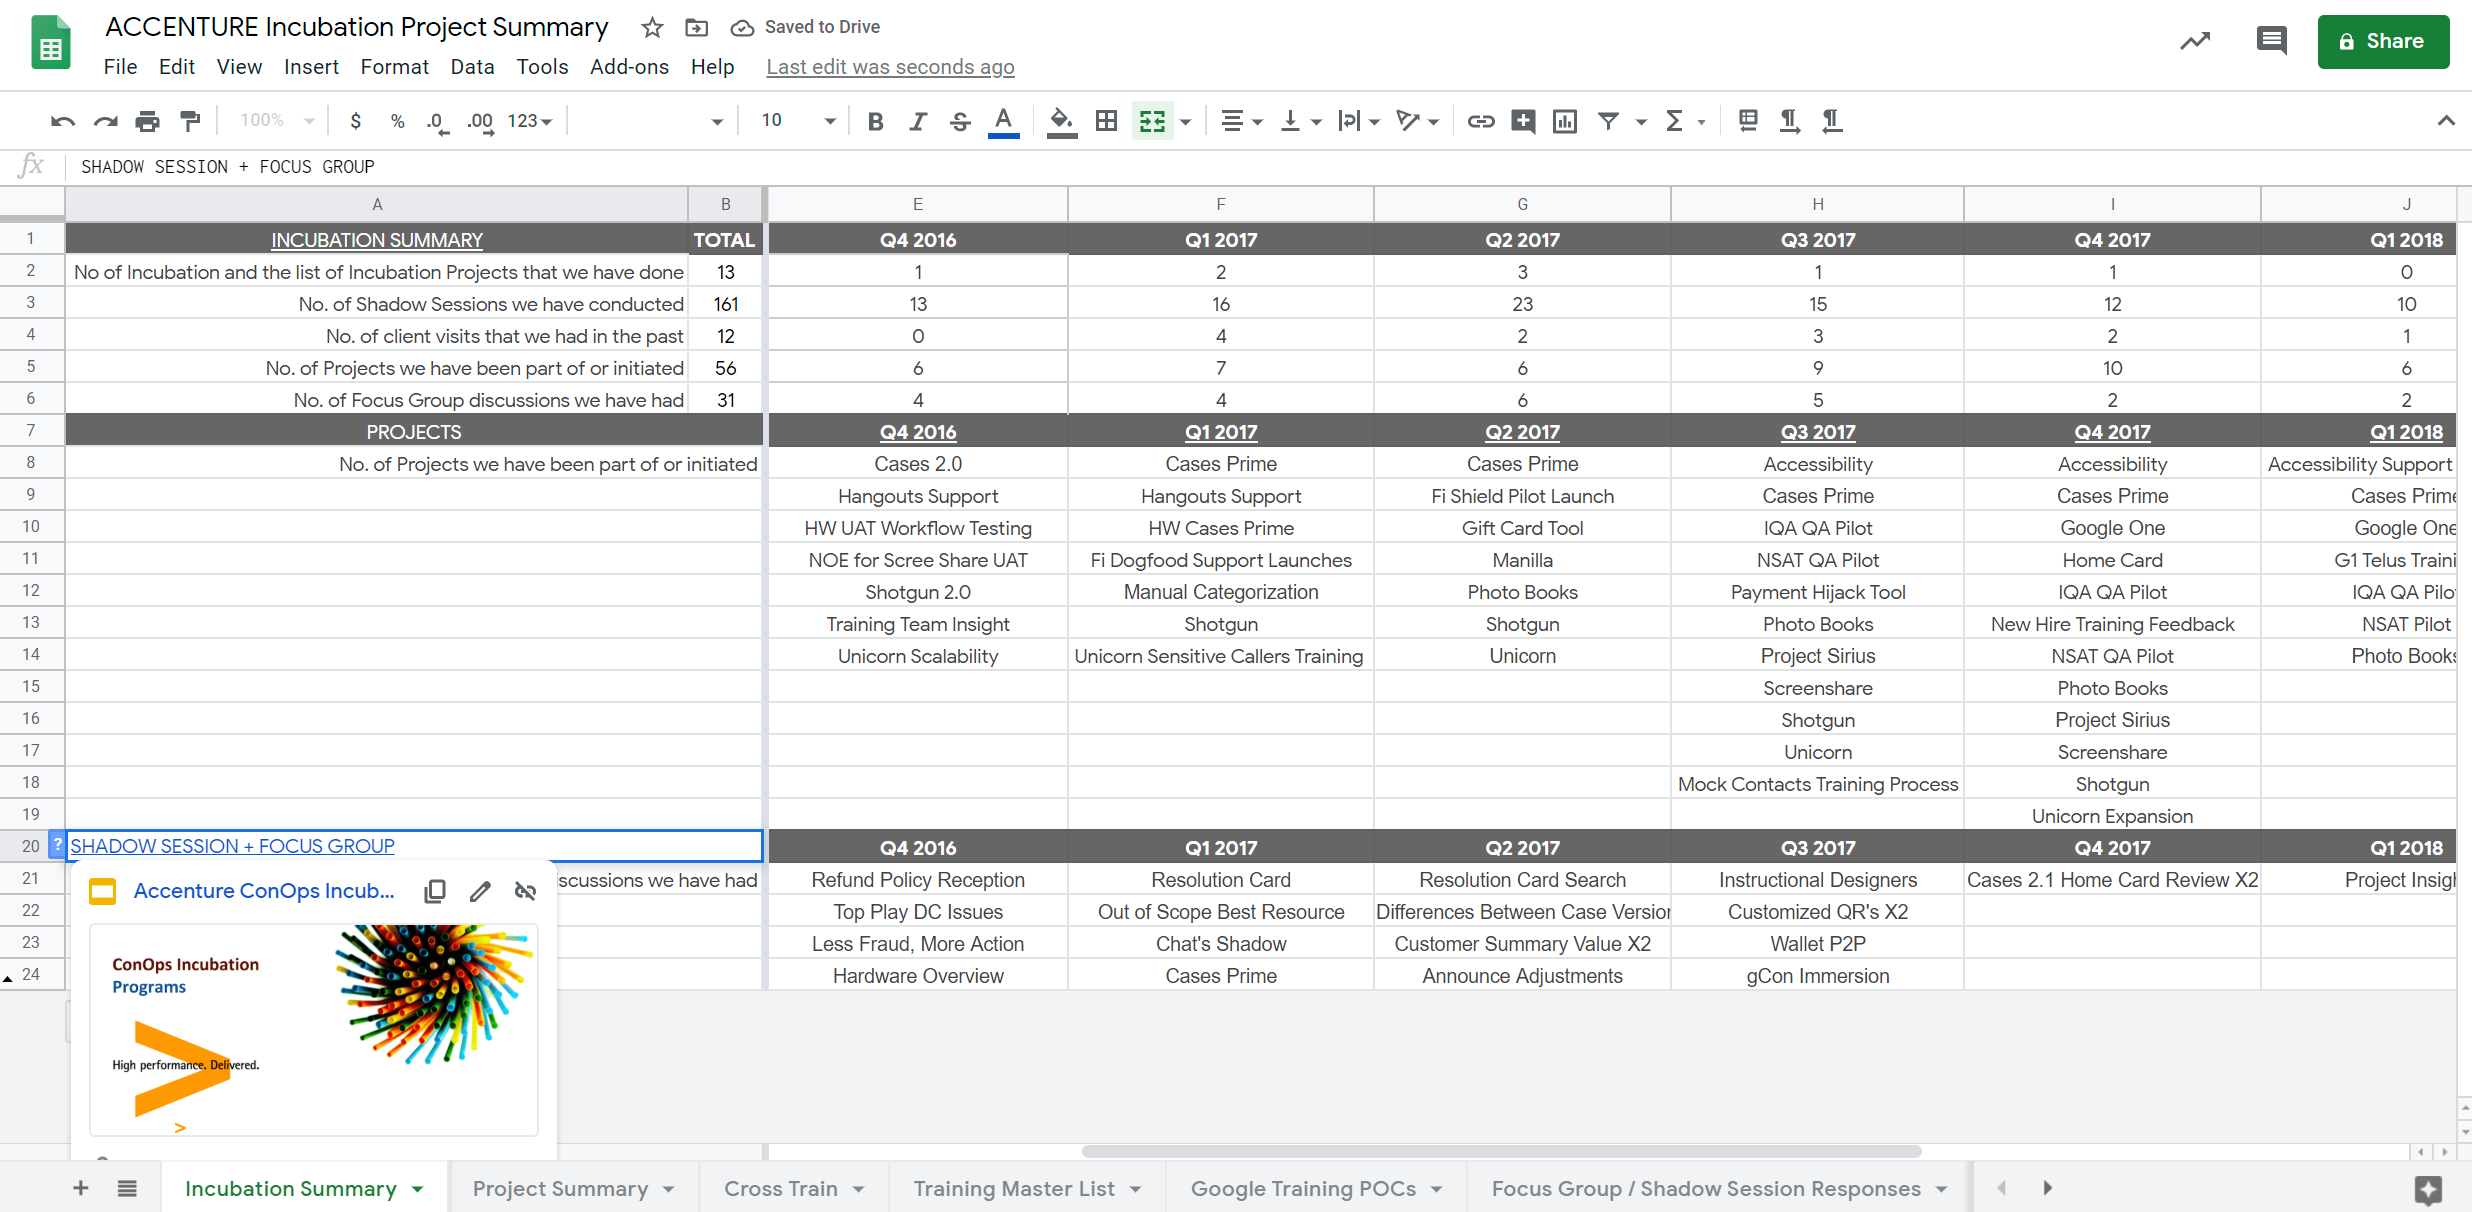 ACCENTURE Incubation Project Summary Saved to Drive
File Edit View Insert Format Data Tools Add-ons Help Last edit was seconds ago
Share
100% $ % .0 .00 123 10 B I S A
fx SHADOW SESSION + FOCUS GROUP
A B E F G H I J
1 INCUBATION SUMMARY TOTAL Q4 2016 Q1 2017 Q2 2017 Q3 2017 Q4 2017 Q1 2018
2 No of Incubation and the list of Incubation Projects that we have done 13 1 2 3 1 1 0
3 No. of Shadow Sessions we have conducted 161 13 16 23 15 12 10
4 No. of client visits that we had in the past 12 0 4 2 3 2 1
5 No. of Projects we have been part of or initiated 56 6 7 6 9 10 6
6 No. of Focus Group discussions we have had 31 4 4 6 5 2 2
7 PROJECTS Q4 2016 Q1 2017 Q2 2017 Q3 2017 Q4 2017 Q1 2018
8 No. of Projects we have been part of or initiated Cases 2.0 Cases Prime Cases Prime Accessibility Accessibility Accessibility Support
9 Hangouts Support Hangouts Support Fi Shield Pilot Launch Cases Prime Cases Prime Cases Prime
10 HW UAT Workflow Testing HW Cases Prime Gift Card Tool IQA QA Pilot Google One Google One
11 NOE for Scree Share UAT Fi Dogfood Support Launches Manilla NSAT QA Pilot Home Card G1 Telus Traini
12 Shotgun 2.0 Manual Categorization Photo Books Payment Hijack Tool IQA QA Pilot IQA QA Pilo
13 Training Team Insight Shotgun Shotgun Photo Books New Hire Training Feedback NSAT Pilot
14 Unicorn Scalability Unicorn Sensitive Callers Training Unicorn Project Sirius NSAT QA Pilot Photo Books
15 Screenshare Photo Books
16 Shotgun Project Sirius
17 Unicorn Screenshare
18 Mock Contacts Training Process Shotgun
19 Unicorn Expansion
20 ? SHADOW SESSION + FOCUS GROUP Q4 2016 Q1 2017 Q2 2017 Q3 2017 Q4 2017 Q1 2018
21 scussions we have had Refund Policy Reception Resolution Card Resolution Card Search Instructional Designers Cases 2.1 Home Card Review X2 Project Insigh
22 Top Play DC Issues Out of Scope Best Resource Differences Between Case Version Customized QR's X2
23 Less Fraud, More Action Chat's Shadow Customer Summary Value X2 Wallet P2P
24 Hardware Overview Cases Prime Announce Adjustments gCon Immersion
Accenture ConOps Incub...
ConOps Incubation
Programs
High performance. Delivered.
Incubation Summary Project Summary Cross Train Training Master List Google Training POCs Focus Group / Shadow Session Responses